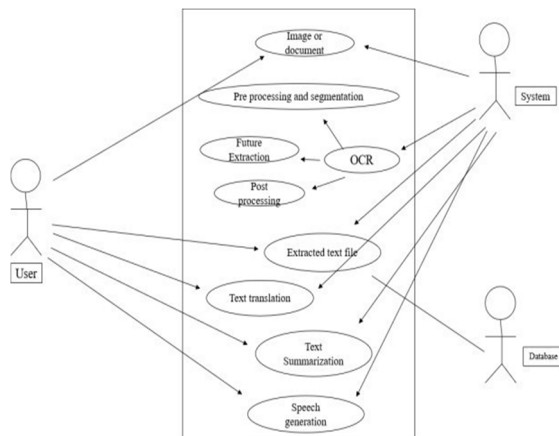 Image or
document
System
Pre processing and segmentation
Future
Extraction
OCR
Post
processing
User
Extracted text file
Text translation
Text
Summarization
Database
Speech
generation